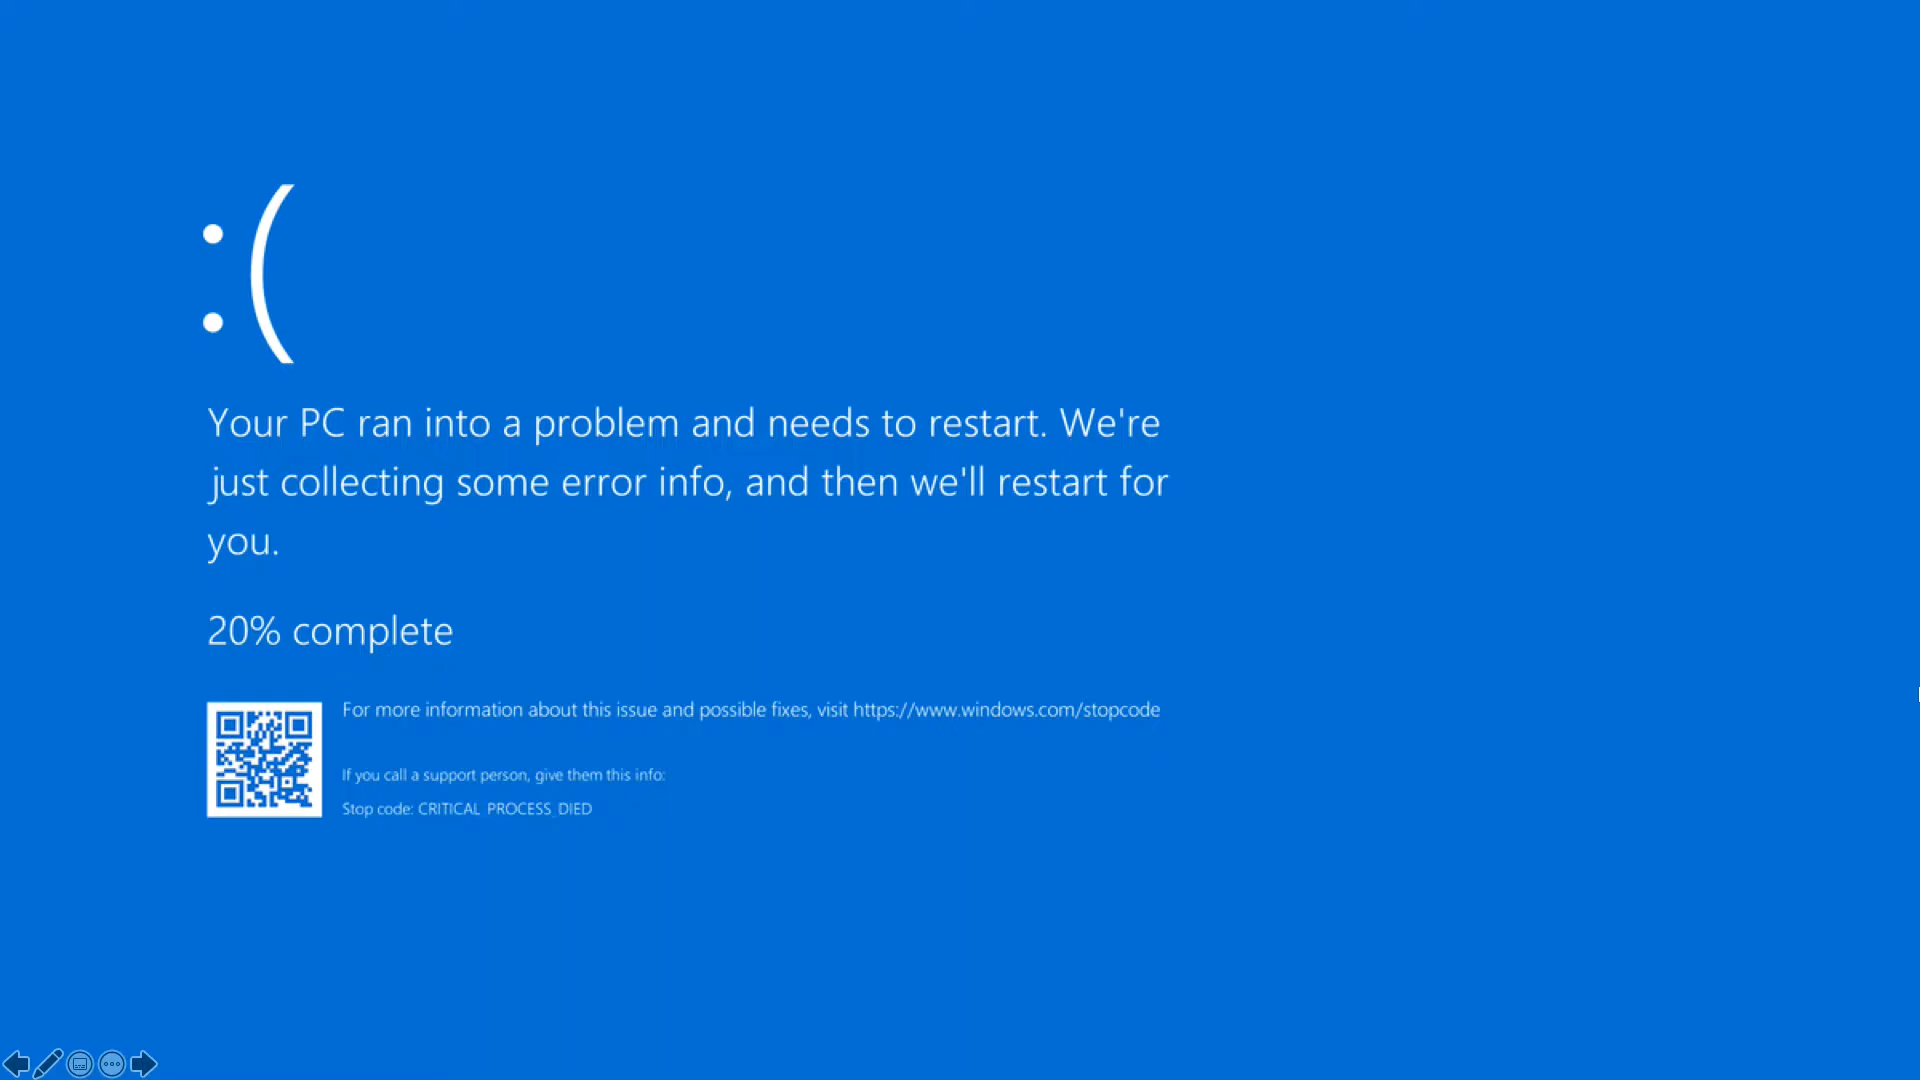 :(
Your PC ran into a problem and needs to restart. We're
just collecting some error info, and then we'll restart for
you.
20% complete
For more information about this issue and possible fixes, visit https://www.windows.com/stopcode
If you call a support person, give them this info:
Stop code: CRITICAL_PROCESS_DIED